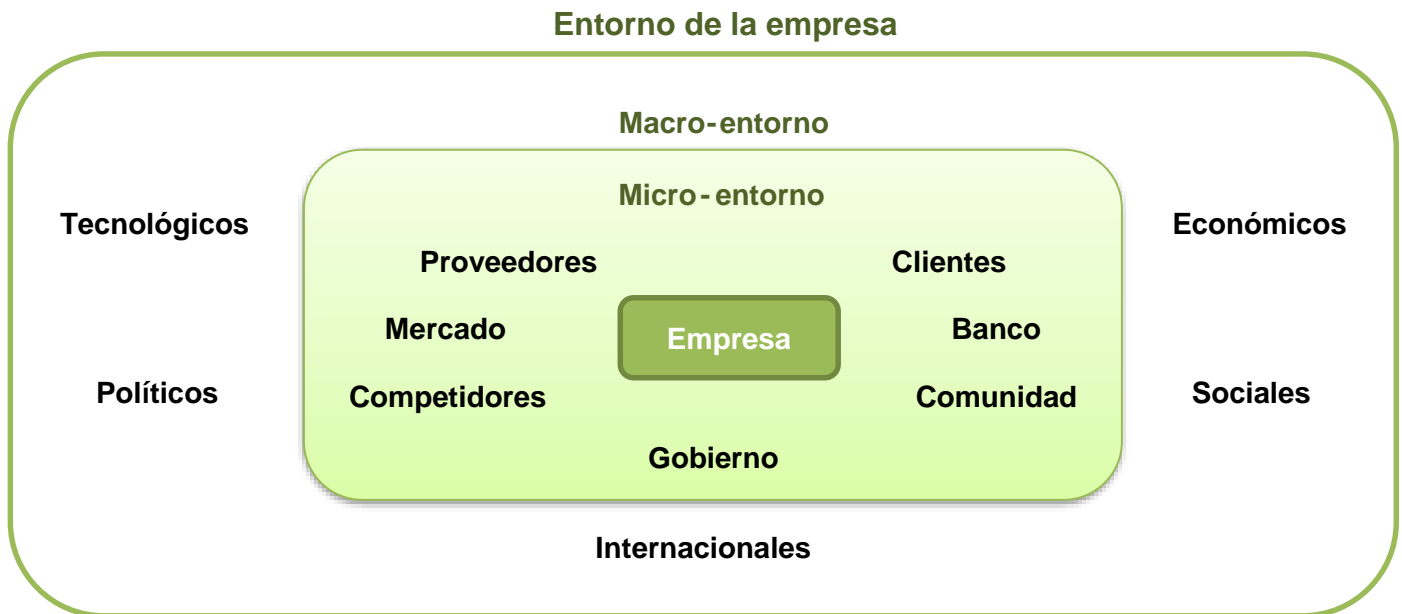 Entorno de la empresa
Macro-entorno
Micro-entorno
Tecnológicos
Económicos
Proveedores
Clientes
Mercado
Empresa
Banco
Políticos
Competidores
Comunidad
Sociales
Gobierno
Internacionales